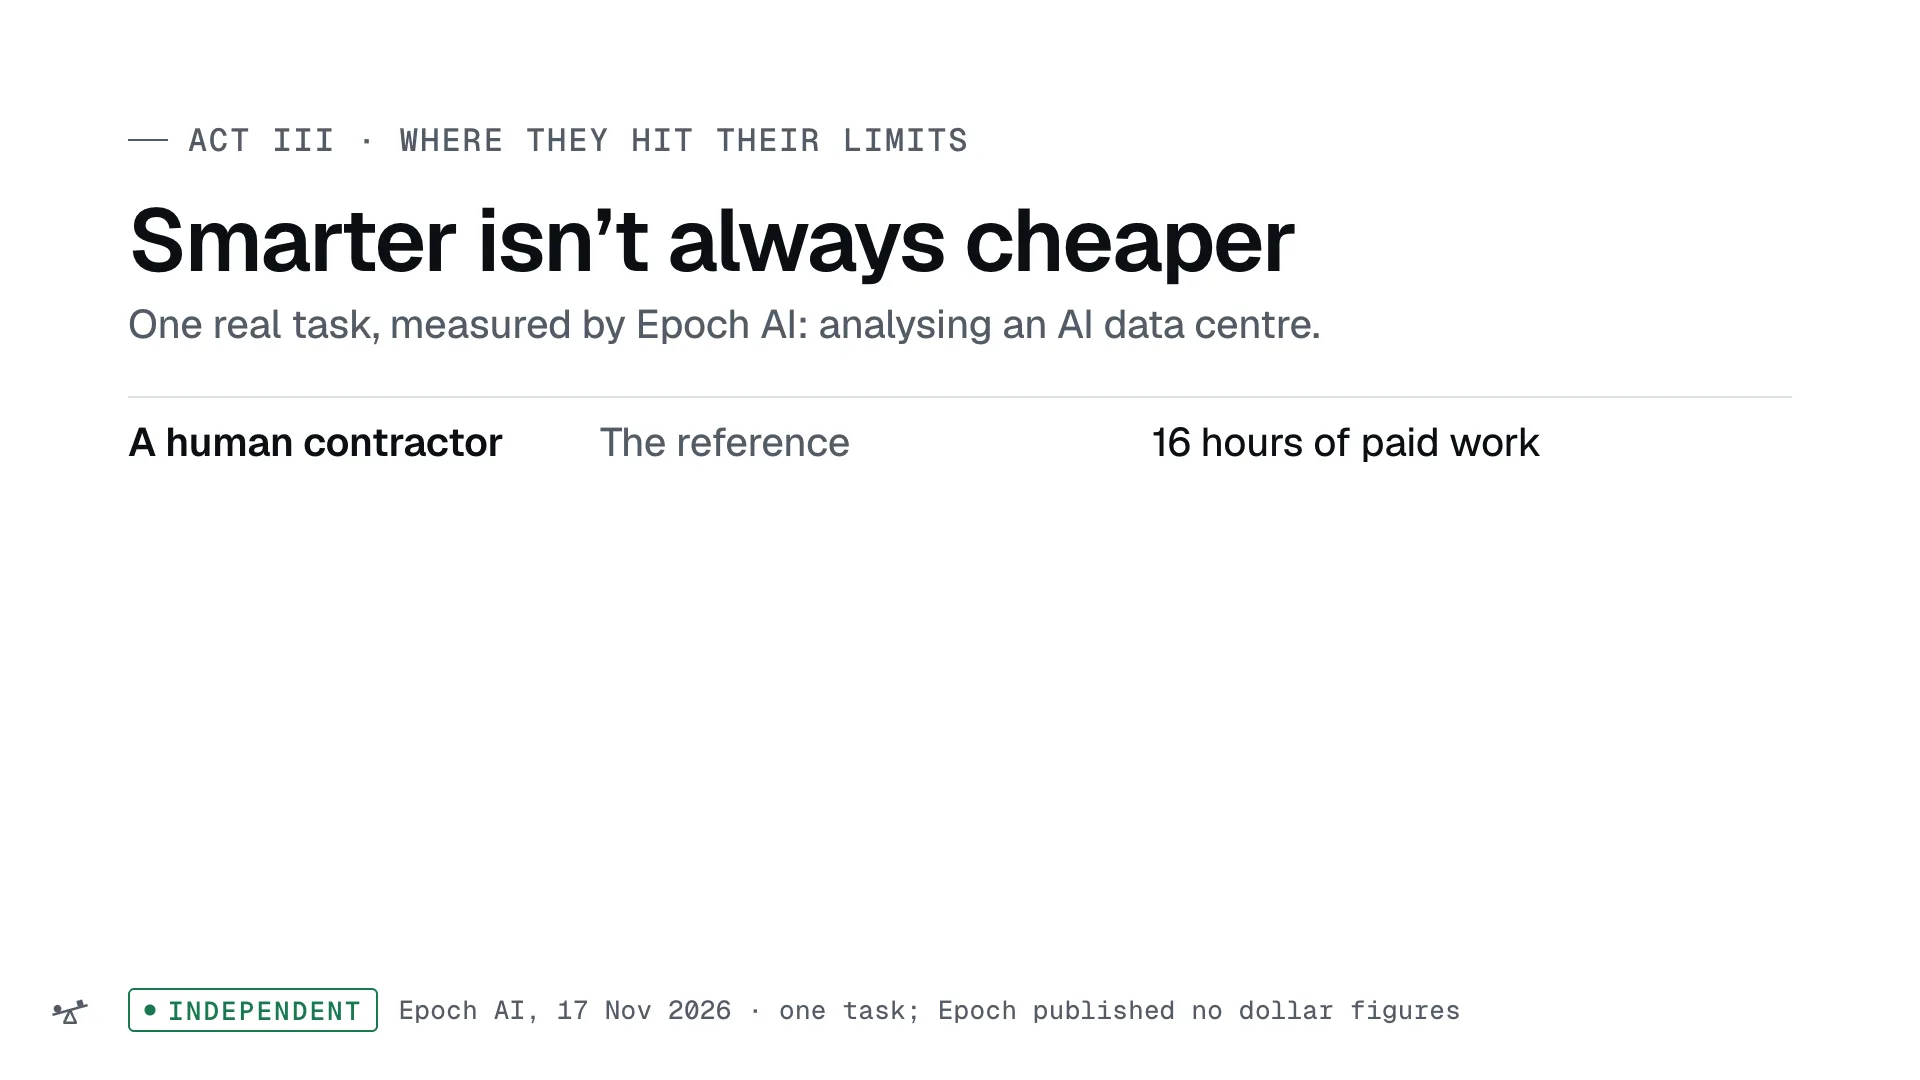 ACT III · WHERE THEY HIT THEIR LIMITS
Smarter isn’t always cheaper
One real task, measured by Epoch AI: analysing an AI data centre.
A human contractor The reference 16 hours of paid work
INDEPENDENT Epoch AI, 17 Nov 2026 · one task; Epoch published no dollar figures